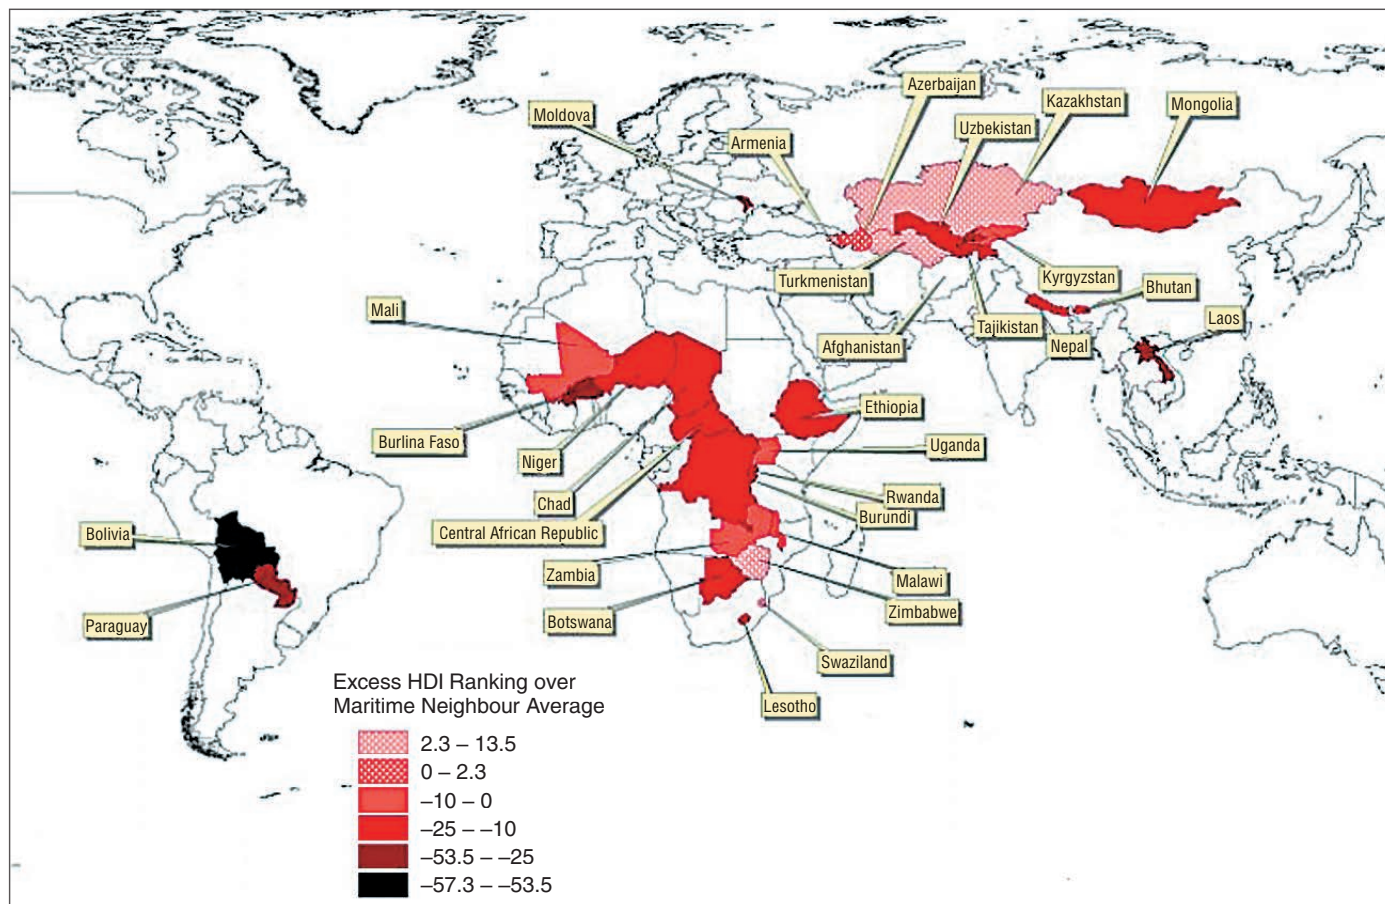 Azerbaijan
Kazakhstan
Mongolia
Moldova
Uzbekistan
Armenia
Turkmenistan
Kyrgyzstan
Bhutan
Mali
Tajikistan
Laos
Afghanistan
Nepal
Ethiopia
Burlina Faso
Uganda
Niger
Rwanda
Chad
Burundi
Bolivia
Central African Republic
Zambia
Malawi
Paraguay
Botswana
Zimbabwe
Swaziland
Lesotho
Excess HDI Ranking over
Maritime Neighbour Average
2.3 – 13.5
0 – 2.3
–10 – 0
–25 – –10
–53.5 – –25
–57.3 – –53.5